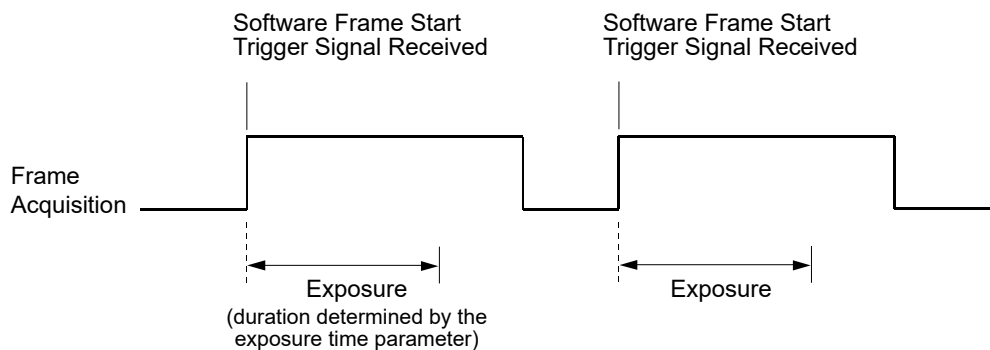 Software Frame Start
Trigger Signal Received
Software Frame Start
Trigger Signal Received
Frame
Acquisition
Exposure
(duration determined by the
exposure time parameter)
Exposure